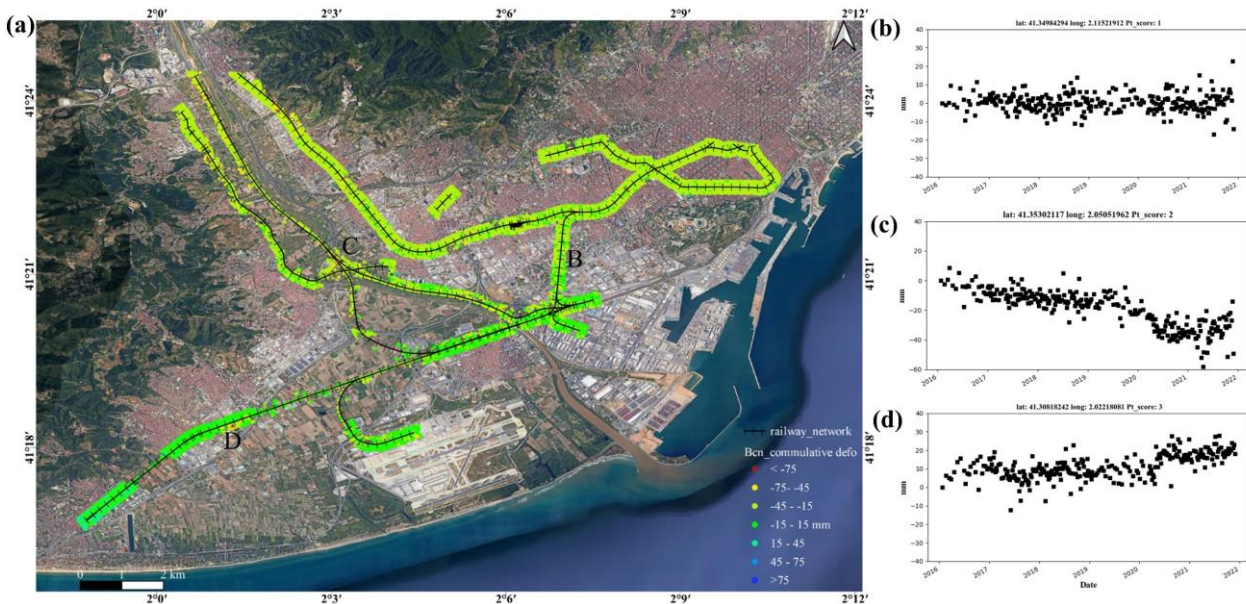 (a)
2°0′ 2°3′ 2°6′ 2°9′ 2°12′
41°24′
41°21′
41°18′
41°24′
41°21′
41°18′
B
C
D
railway_network
Bcn_commulative defo
< -75
-75- -45
-45 - -15
-15 - 15 mm
15 - 45
45 - 75
>75
0 1 2 km
2°0′ 2°3′ 2°6′ 2°9′ 2°12′
(b)
lat: 41.34984294 long: 2.11521912 Pt_score: 1
40
30
20
10
0
-10
-20
-30
-40
mm
2016 2017 2018 2019 2020 2021 2022
(c)
lat: 41.35302117 long: 2.05051962 Pt_score: 2
40
20
0
-20
-40
-60
mm
2016 2017 2018 2019 2020 2021 2022
(d)
lat: 41.30818242 long: 2.02218081 Pt_score: 3
40
30
20
10
0
-10
-20
-30
-40
mm
2016 2017 2018 2019 2020 2021 2022
Date